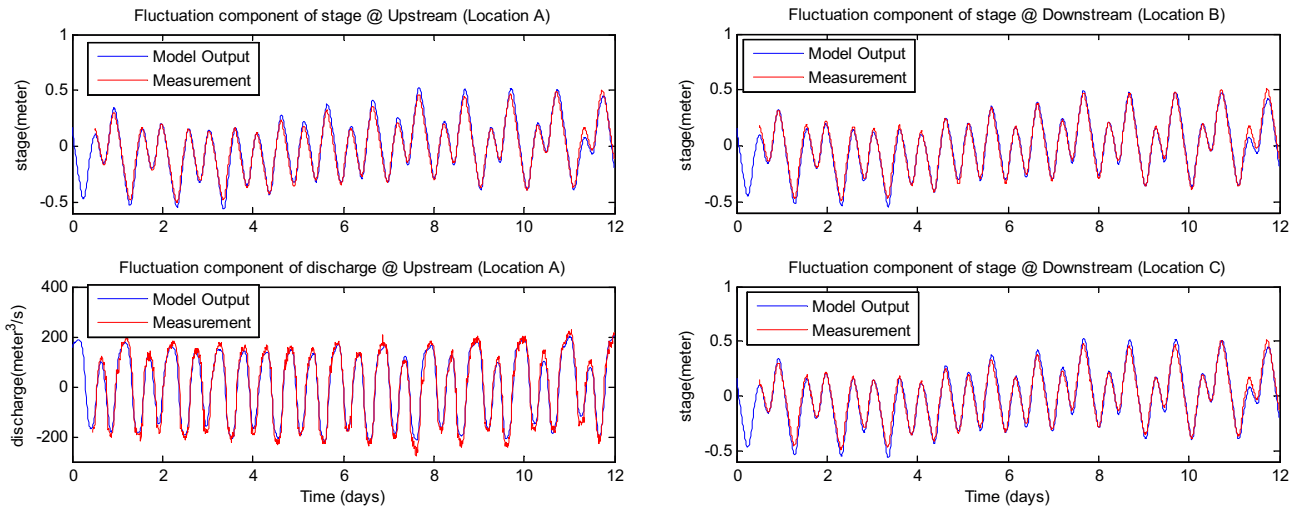 Fluctuation component of stage @ Upstream (Location A)
1
0.5
0
-0.5
stage(meter)
Model Output
Measurement
0 2 4 6 8 10 12
Fluctuation component of stage @ Downstream (Location B)
1
0.5
0
-0.5
stage(meter)
Model Output
Measurement
0 2 4 6 8 10 12
Fluctuation component of discharge @ Upstream (Location A)
400
200
0
-200
discharge(meter³/s)
Model Output
Measurement
0 2 4 6 8 10 12
Time (days)
Fluctuation component of stage @ Downstream (Location C)
1
0.5
0
-0.5
stage(meter)
Model Output
Measurement
0 2 4 6 8 10 12
Time (days)